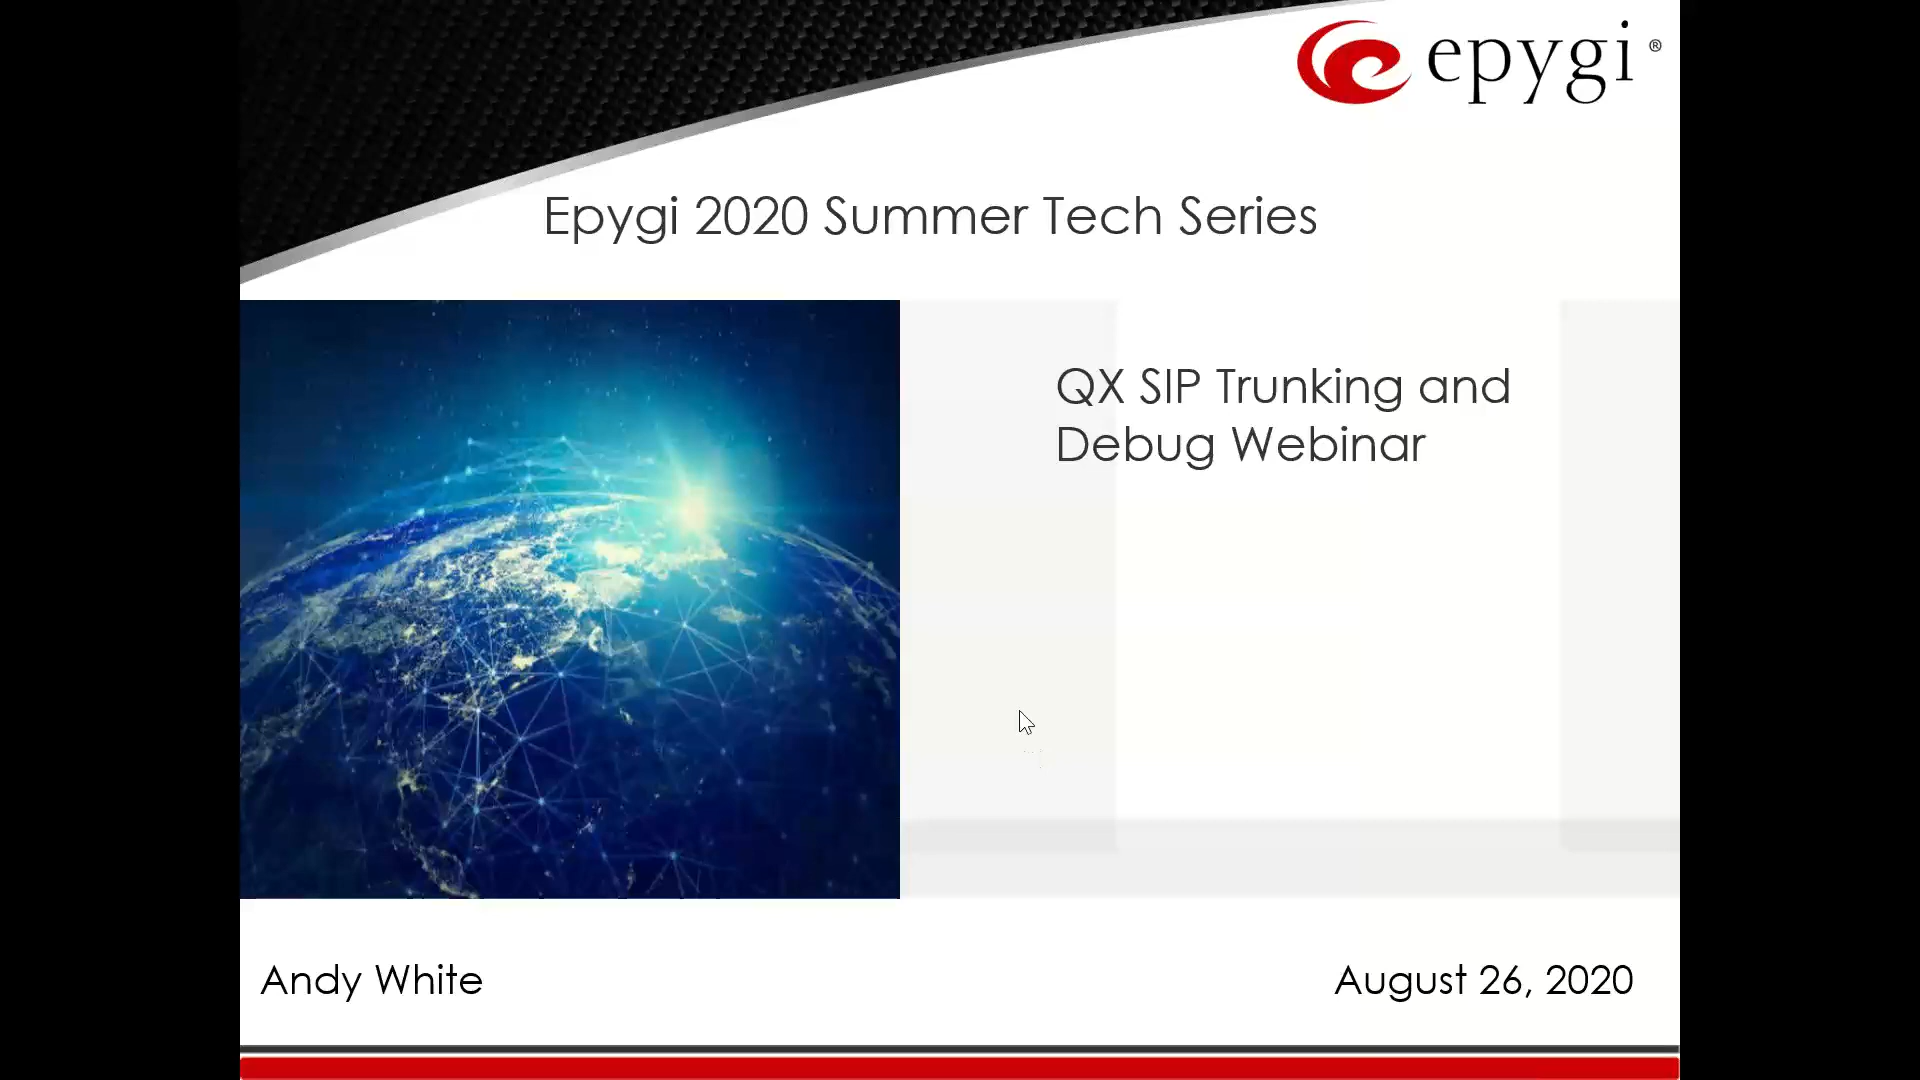 epygi®
Epygi 2020 Summer Tech Series
QX SIP Trunking and
Debug Webinar
Andy White
August 26, 2020